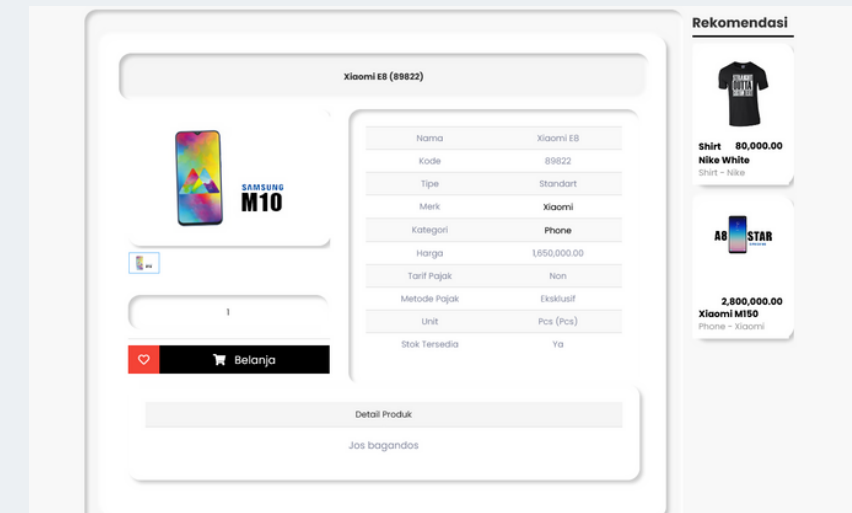 Rekomendasi
Xiaomi E8 (89822)
SAMSUNG
M10
Nama Xiaomi E8
Kode 89822
Tipe Standart
Merk Xiaomi
Kategori Phone
Harga 1,650,000.00
Tarif Pajak Non
Metode Pajak Eksklusif
Unit Pcs (Pcs)
Stok Tersedia Ya
1
Belanja
Detail Produk
Jos bagandos
STRAIGHT
OUTTA
Shirt 80,000.00
Nike White
Shirt - Nike
A8 STAR
2,800,000.00
Xiaomi M150
Phone - Xiaomi